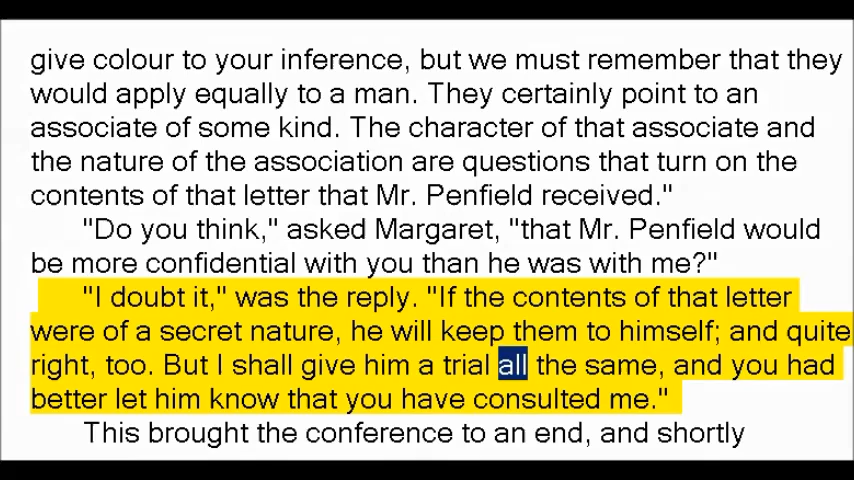 give colour to your inference, but we must remember that they
would apply equally to a man. They certainly point to an
associate of some kind. The character of that associate and
the nature of the association are questions that turn on the
contents of that letter that Mr. Penfield received."
"Do you think," asked Margaret, "that Mr. Penfield would
be more confidential with you than he was with me?"
"I doubt it," was the reply. "If the contents of that letter
were of a secret nature, he will keep them to himself; and quite
right, too. But I shall give him a trial all the same, and you had
better let him know that you have consulted me."
This brought the conference to an end, and shortly